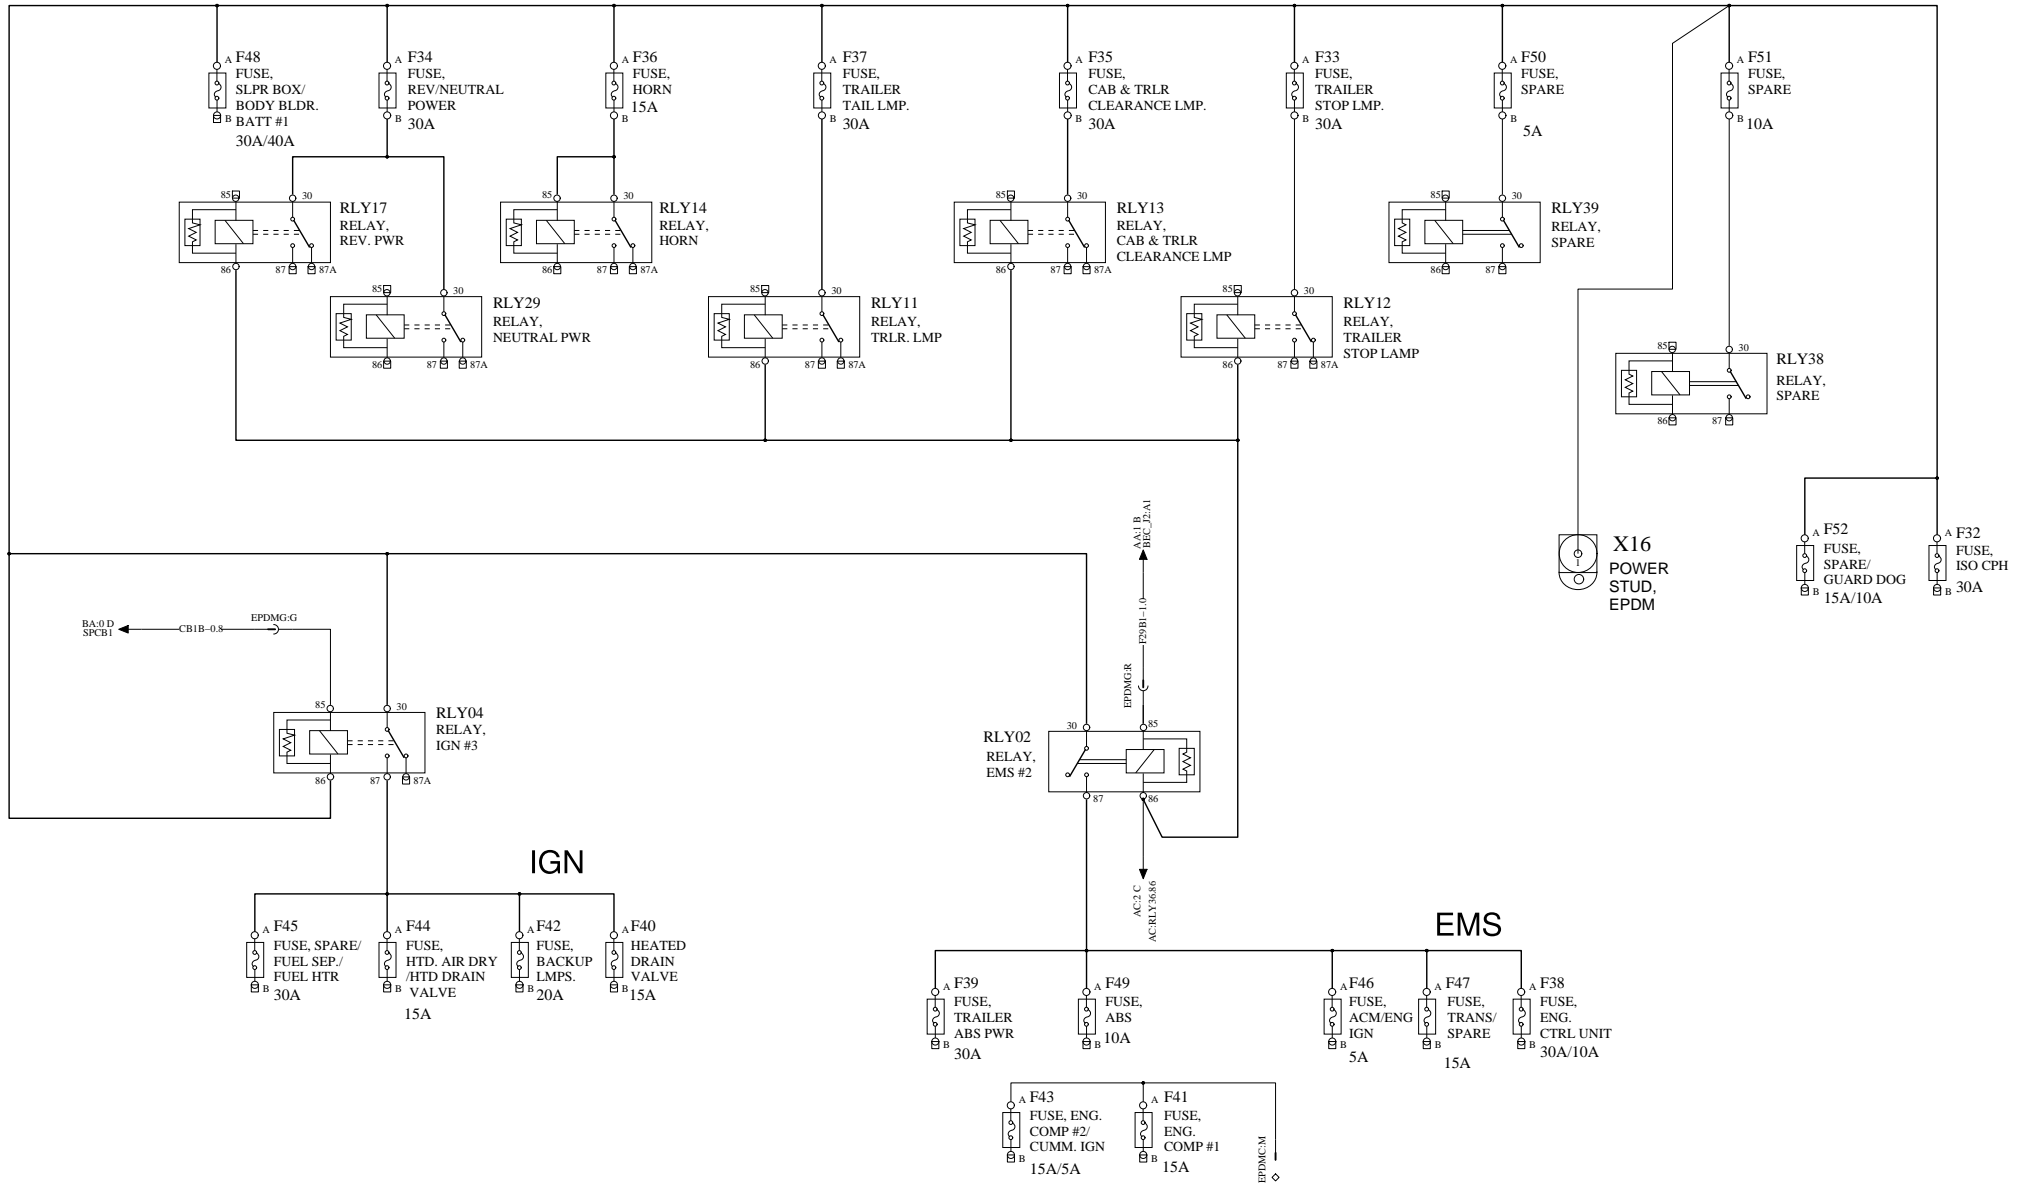 A F48
FUSE,
SLPR BOX/
BODY BLDR.
BATT #1
B
30A/40A
A F34
FUSE,
REV/NEUTRAL
POWER
B 30A
A F36
FUSE,
HORN
15A
B
A F37
FUSE,
TRAILER
TAIL LMP.
B 30A
A F35
FUSE,
CAB & TRLR
CLEARANCE LMP.
B 30A
A F33
FUSE,
TRAILER
STOP LMP.
B 30A
A F50
FUSE,
SPARE
B
5A
A F51
FUSE,
SPARE
B 10A
85 30
RLY17
RELAY,
REV. PWR
86 87 87A
85 30
RLY14
RELAY,
HORN
86 87 87A
85 30
RLY13
RELAY,
CAB & TRLR
CLEARANCE LMP
86 87 87A
85 30
RLY39
RELAY,
SPARE
86 87
85 30
RLY29
RELAY,
NEUTRAL PWR
86 87 87A
85 30
RLY11
RELAY,
TRLR. LMP
86 87 87A
85 30
RLY12
RELAY,
TRAILER
STOP LAMP
86 87 87A
85 30
RLY38
RELAY,
SPARE
86 87
1
X16
POWER
STUD,
EPDM
A F52
FUSE,
SPARE/
GUARD DOG
B 15A/10A
A F32
FUSE,
ISO CPH
B 30A
BA:0 D
SPCB1
CB1B-0.8
EPDMG:G
AA:1 B
BEC_J2:A1
F29B1-1.0
EPDMG:R
85 30
RLY04
RELAY,
IGN #3
86 87 87A
30 85
RLY02
RELAY,
EMS #2
87 86
AC:2 C
AC:RLY36.86
IGN
A F45
FUSE, SPARE/
FUEL SEP./
FUEL HTR
B 30A
A F44
FUSE,
HTD. AIR DRY
/HTD DRAIN
B VALVE
15A
A F42
FUSE,
BACKUP
LMPS.
B 20A
A F40
HEATED
DRAIN
VALVE
B 15A
EMS
A F39
FUSE,
TRAILER
ABS PWR
B 30A
A F49
FUSE,
ABS
B 10A
A F46
FUSE,
ACM/ENG
IGN
B 5A
A F47
FUSE,
TRANS/
SPARE
B
15A
A F38
FUSE,
ENG.
CTRL UNIT
B 30A/10A
A F43
FUSE, ENG.
COMP #2/
CUMM. IGN
B 15A/5A
A F41
FUSE,
ENG.
COMP #1
B 15A
EPDMC:M